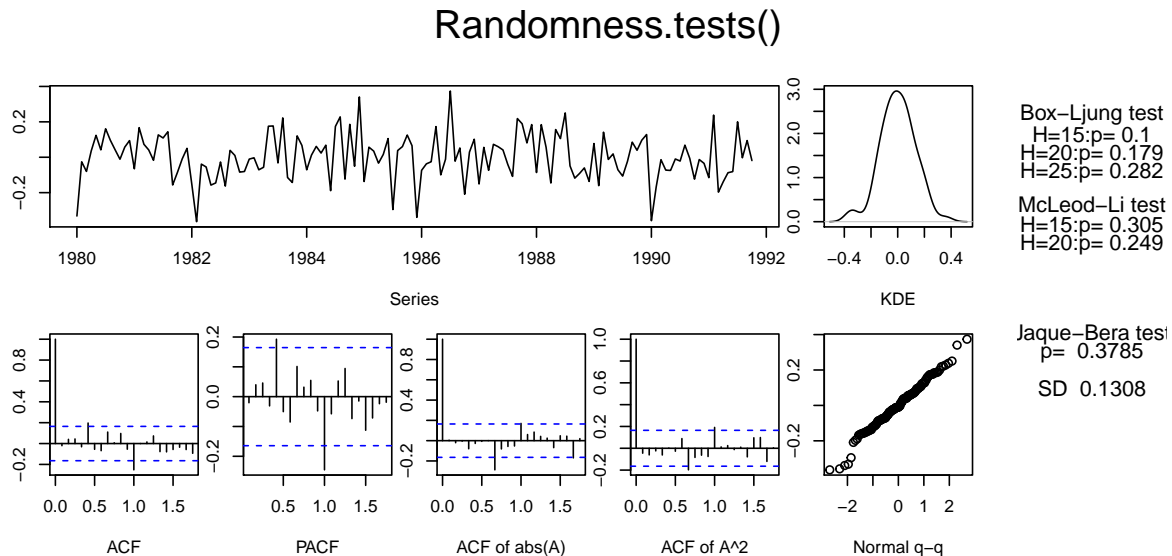 Randomness.tests()
0.2
−0.2
1980 1982 1984 1986 1988 1990 1992
Series
3.0
2.0
1.0
0.0
−0.4 0.0 0.4
KDE
Box−Ljung test
H=15:p= 0.1
H=20:p= 0.179
H=25:p= 0.282
McLeod−Li test
H=15:p= 0.305
H=20:p= 0.249
0.8
0.4
−0.2
0.0 0.5 1.0 1.5
ACF
0.2
0.0
−0.2
0.5 1.0 1.5
PACF
0.8
0.4
−0.2
0.0 0.5 1.0 1.5
ACF of abs(A)
1.0
0.6
0.2
−0.2
0.0 0.5 1.0 1.5
ACF of A^2
0.2
−0.2
−2 0 2
Normal q−q
Jaque−Bera test
p= 0.3785
SD 0.1308